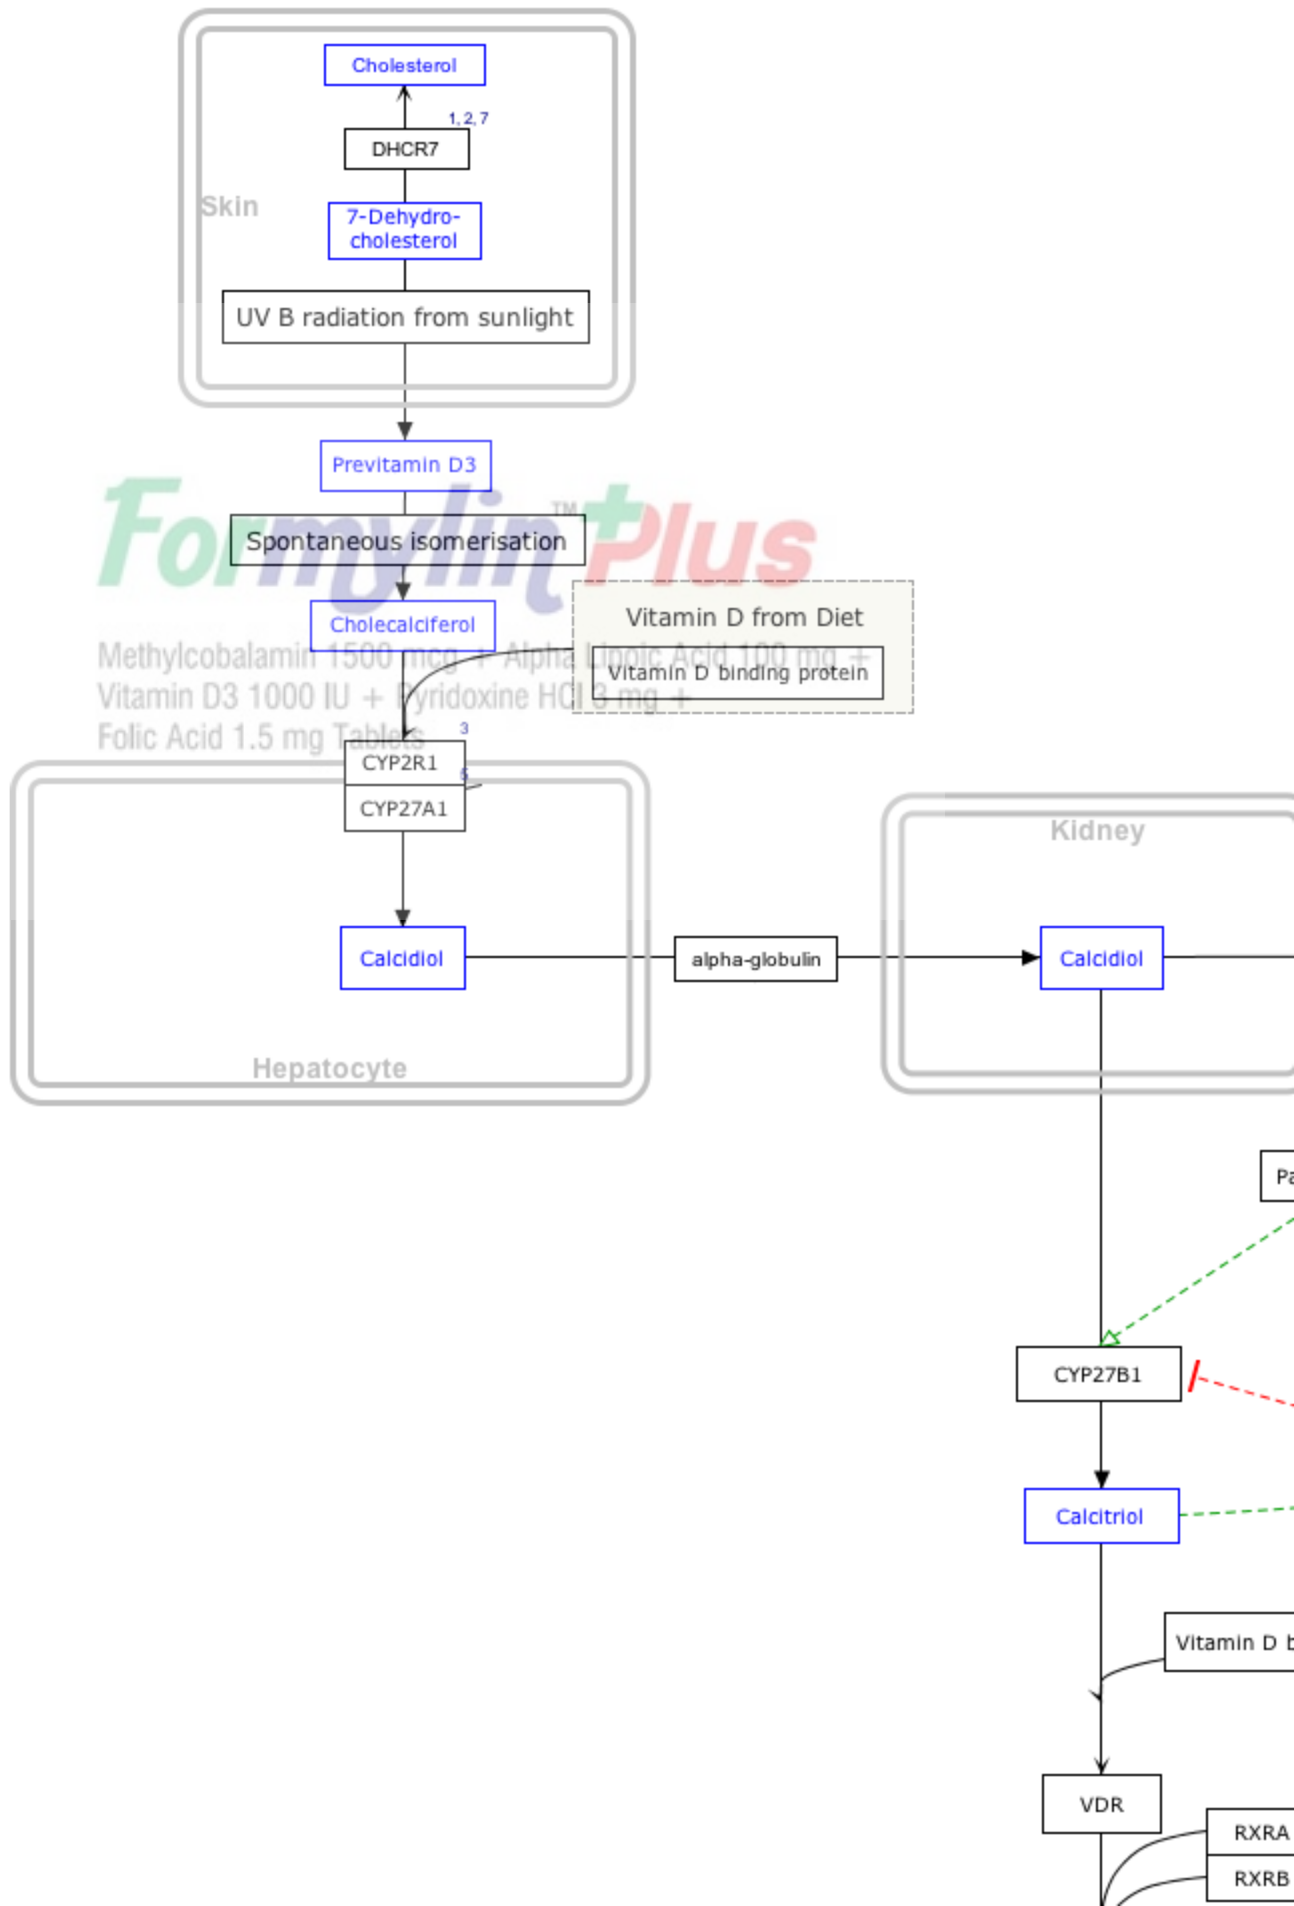 Cholesterol
1, 2, 7
DHCR7
Skin
7-Dehydro-
cholesterol
UV B radiation from sunlight
Previtamin D3
Formylin™ Plus
Spontaneous isomerisation
Vitamin D from Diet
Cholecalciferol
Methylcobalamin 1500 mcg + Alpha Lipoic Acid 100 mg +
Vitamin D binding protein
Vitamin D3 1000 IU + Pyridoxine HCl 3 mg +
Folic Acid 1.5 mg Tablets
3
CYP2R1
5
CYP27A1
Kidney
Calcidiol
alpha-globulin
Calcidiol
Hepatocyte
Pa
CYP27B1
Calcitriol
Vitamin D b
VDR
RXRA
RXRB